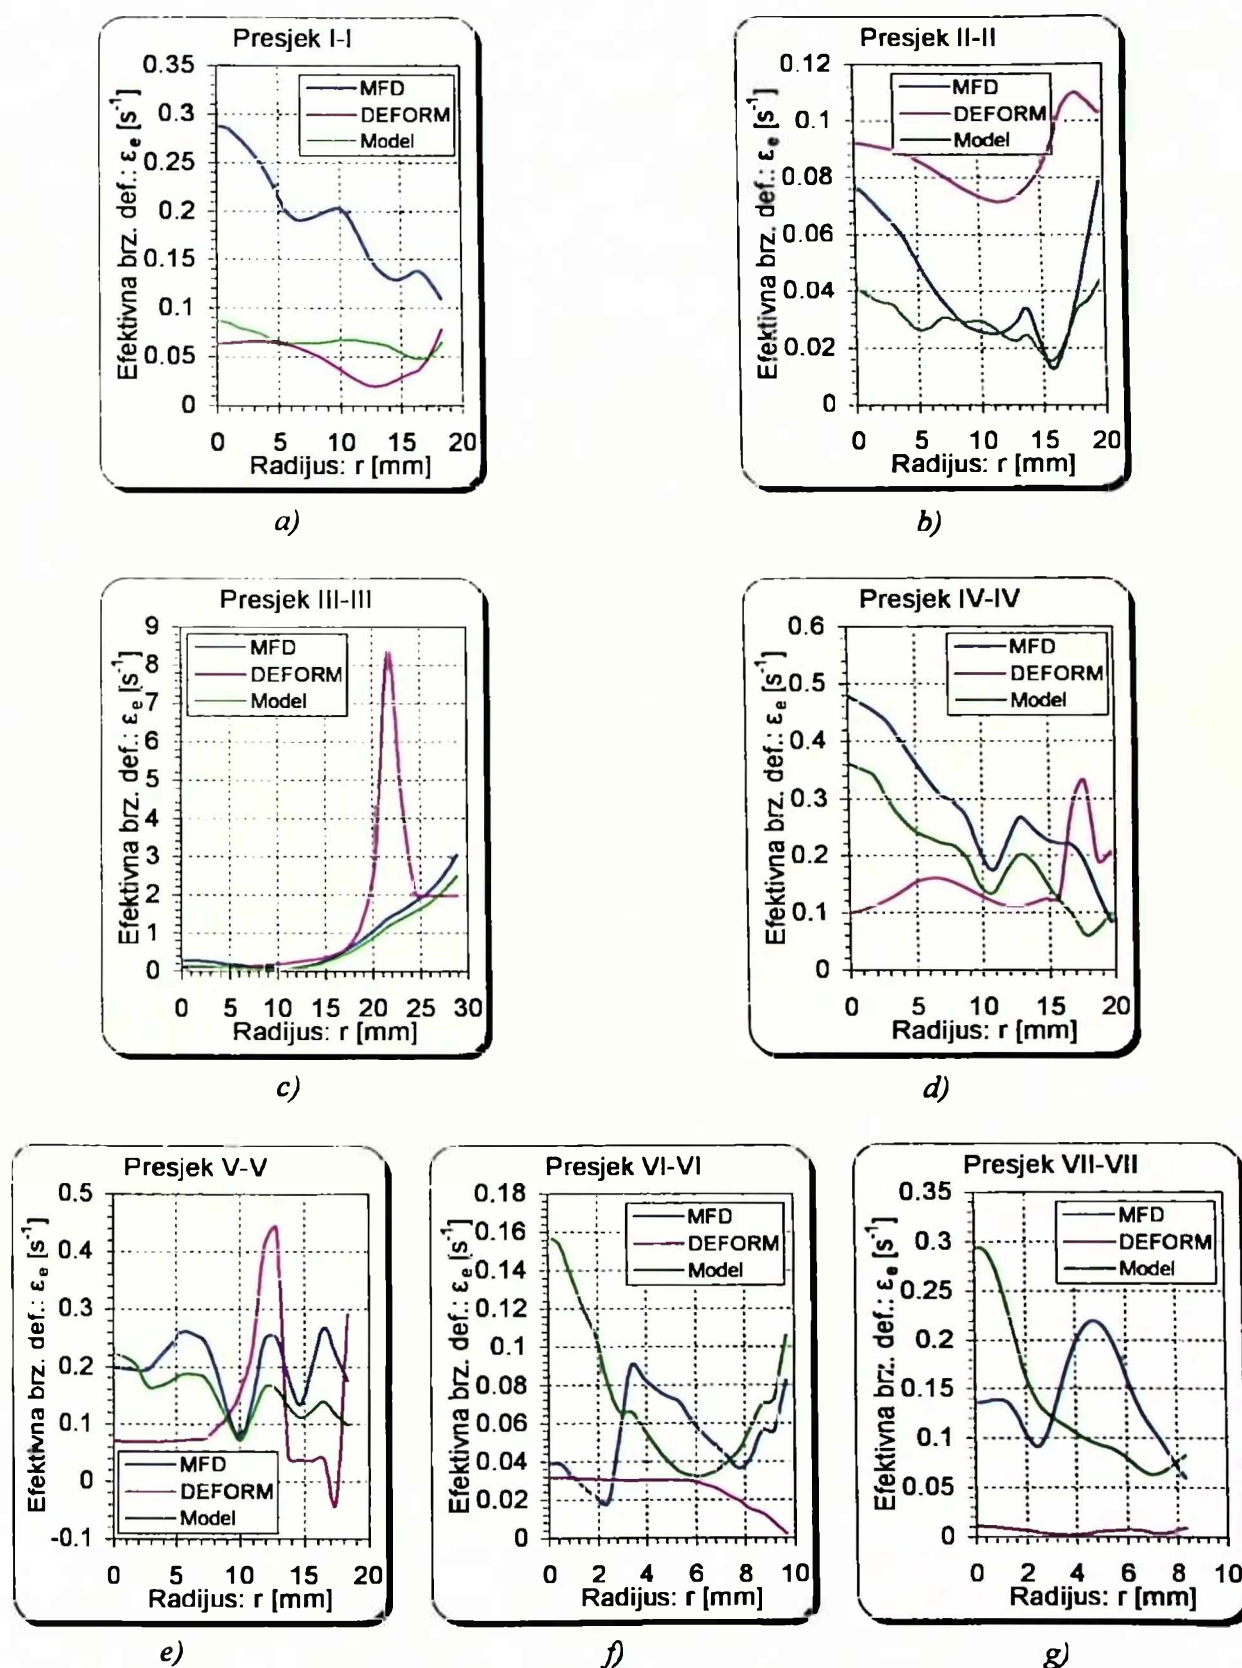 Presjek I-I
Efektivna brz. def.: ε_e [s⁻¹]
0.35
0.3
0.25
0.2
0.15
0.1
0.05
0
MFD
DEFORM
Model
0 5 10 15 20
Radijus: r [mm]
a)
Presjek II-II
Efektivna brz. def.: ε_e [s⁻¹]
0.12
0.1
0.08
0.06
0.04
0.02
0
MFD
DEFORM
Model
0 5 10 15 20
Radijus: r [mm]
b)
Presjek III-III
Efektivna brz. def.: ε_e [s⁻¹]
9
8
7
6
5
4
3
2
1
0
MFD
DEFORM
Model
0 5 10 15 20 25 30
Radijus: r [mm]
c)
Presjek IV-IV
Efektivna brz. def.: ε_e [s⁻¹]
0.6
0.5
0.4
0.3
0.2
0.1
0
MFD
DEFORM
Model
0 5 10 15 20
Radijus: r [mm]
d)
Presjek V-V
Efektivna brz. def.: ε_e [s⁻¹]
0.5
0.4
0.3
0.2
0.1
0
-0.1
MFD
DEFORM
Model
0 5 10 15 20
Radijus: r [mm]
e)
Presjek VI-VI
Efektivna brz. def.: ε_e [s⁻¹]
0.18
0.16
0.14
0.12
0.1
0.08
0.06
0.04
0.02
0
MFD
DEFORM
Model
0 2 4 6 8 10
Radijus: r [mm]
f)
Presjek VII-VII
Efektivna brz. def.: ε_e [s⁻¹]
0.35
0.3
0.25
0.2
0.15
0.1
0.05
0
MFD
DEFORM
Model
0 2 4 6 8 10
Radijus: r [mm]
g)